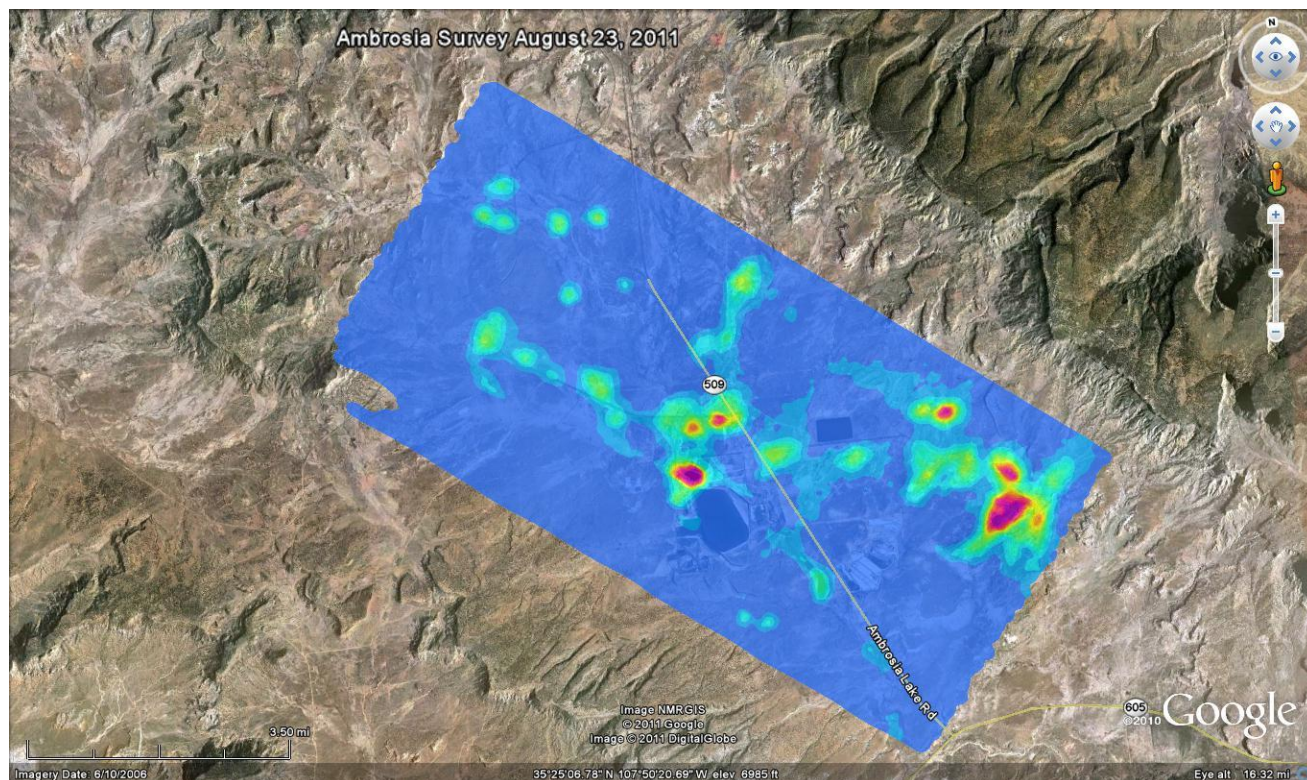 Ambrosia Survey August 23, 2011
N
509
Ambrosia Lake Rd
605
©2010
Google
Image NMRGIS
© 2011 Google
Image © 2011 DigitalGlobe
3.50 mi
Imagery Date: 6/10/2006
35°25'06.78" N 107°50'20.69" W elev 6985 ft
Eye alt 16.32 mi